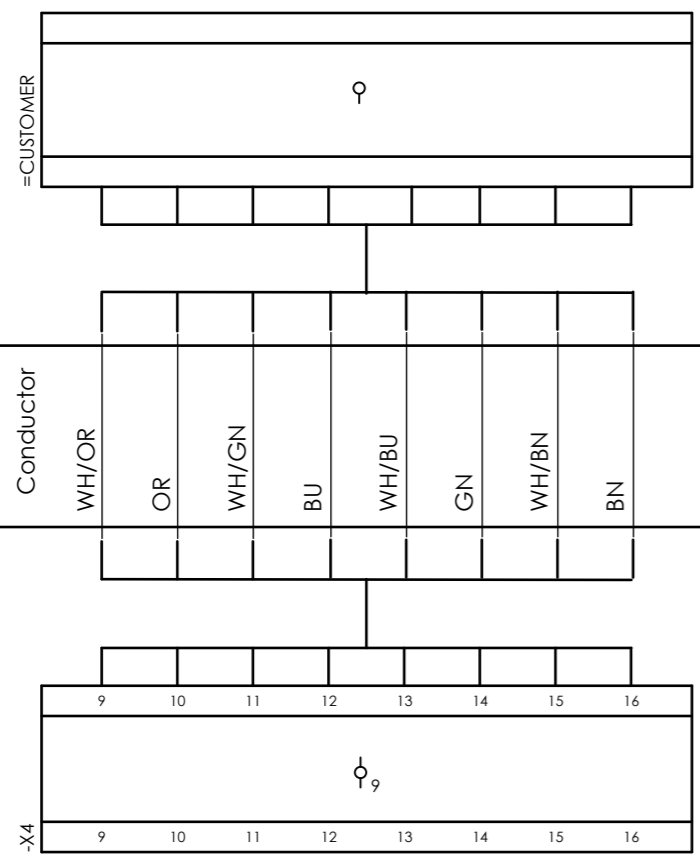 =CUSTOMER
Conductor
WH/OR
OR
WH/GN
BU
WH/BU
GN
WH/BN
BN
9 10 11 12 13 14 15 16
9
-X4
9 10 11 12 13 14 15 16